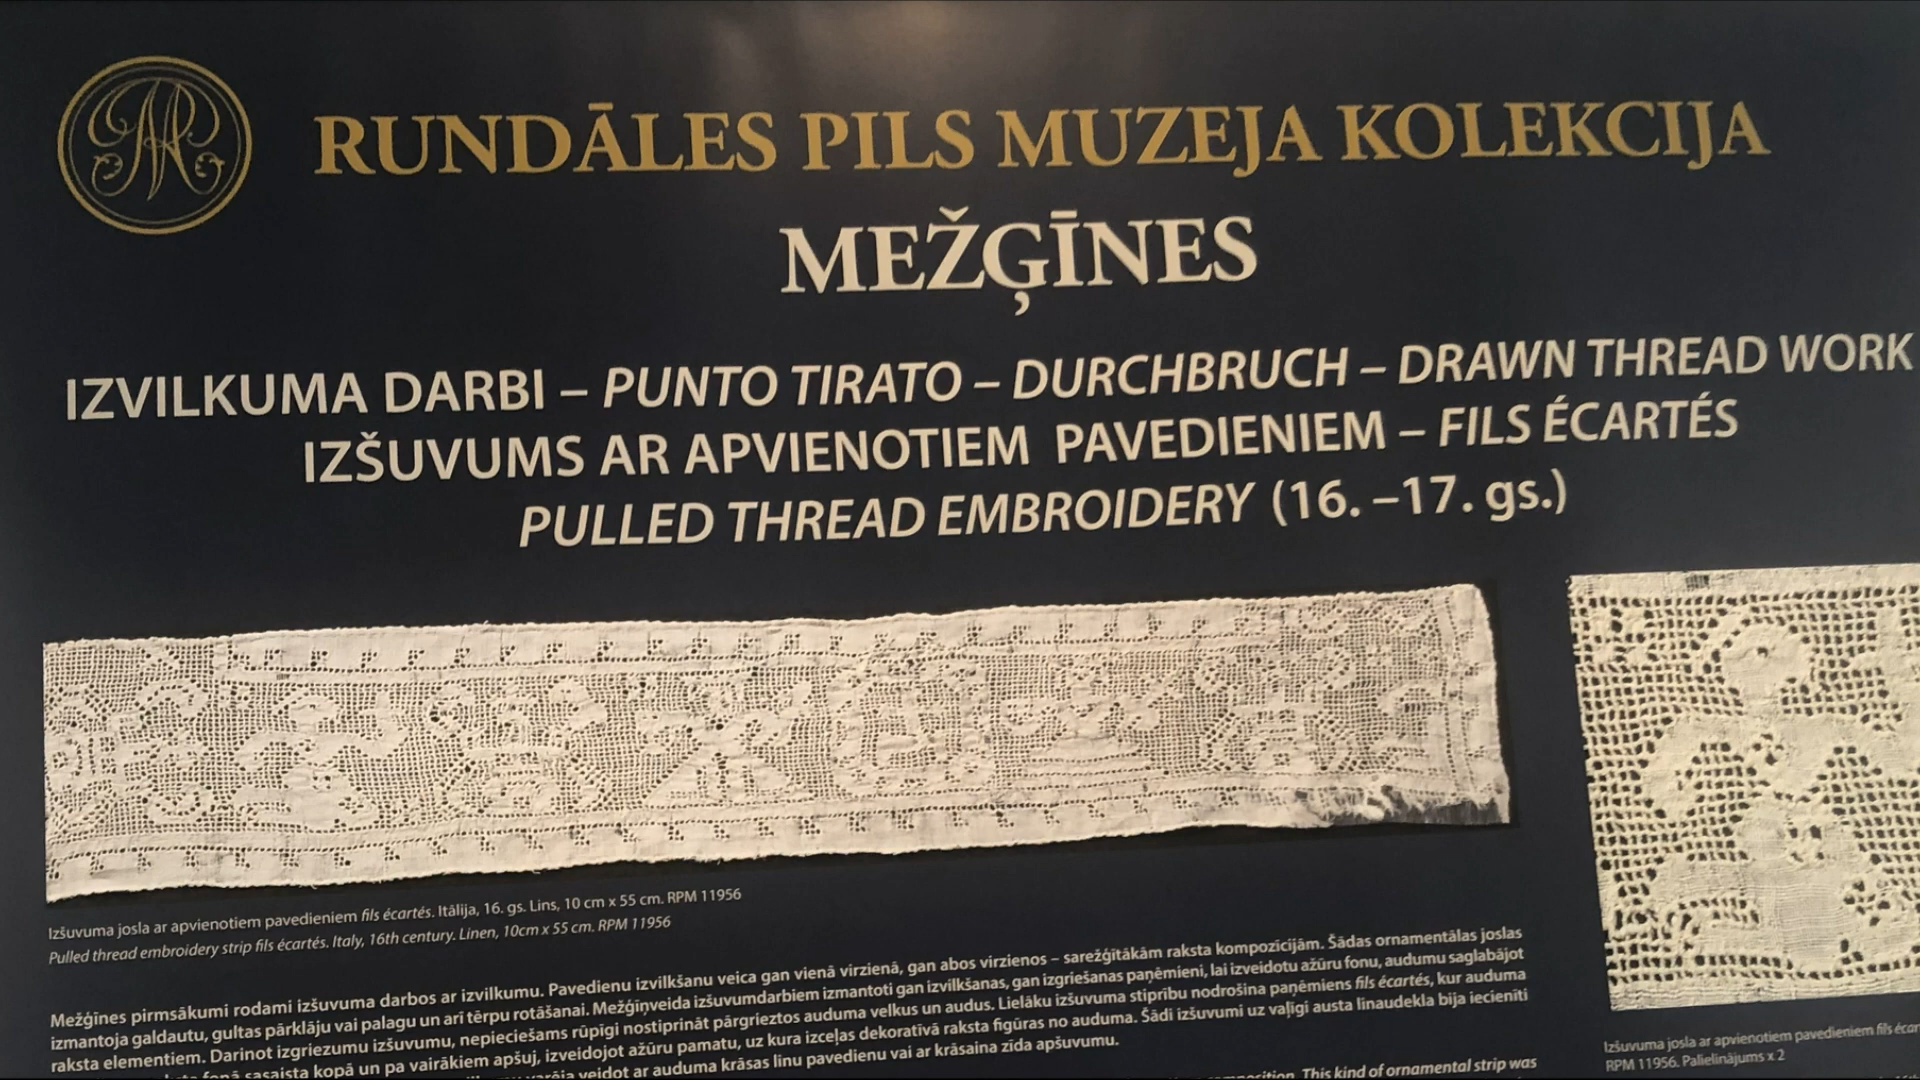 RUNDĀLES PILS MUZEJA KOLEKCIJA
MEŽĢĪNES
IZVILKUMA DARBI – PUNTO TIRATO – DURCHBRUCH – DRAWN THREAD WORK
IZŠUVUMS AR APVIENOTIEM PAVEDIENIEM – FILS ÉCARTÉS
PULLED THREAD EMBROIDERY (16. –17. gs.)
Izšuvuma josla ar apvienotiem pavedieniem fils écartés. Itālija, 16. gs. Lins, 10 cm x 55 cm. RPM 11956
Pulled thread embroidery strip fils écartés. Italy, 16th century. Linen, 10cm x 55 cm. RPM 11956
Mežģīnes pirmsākumi rodami izšuvuma darbos ar izvilkumu. Pavedienu izvilkšanu veica gan vienā virzienā, gan abos virzienos – sarežģītākām raksta kompozīcijām. Šādas ornamentālas joslas
izmantoja galdautu, gultas pārklāju vai palagu un arī tērpu rotāšanai. Mežģīņveida izšuvumdarbiem izmantoti gan izvilkšanas, gan izgriešanas paņēmieni, lai izveidotu ažūru fonu, audumu saglabājot
raksta elementiem. Darinot izgriezumu izšuvumu, nepieciešams rūpīgi nostiprināt pārgrieztos auduma velkus un audus. Lielāku izšuvuma stiprību nodrošina paņēmiens fils écartés, kur auduma
fonā sasaista kopā un pa vairākiem apšuj, izveidojot ažūru pamatu, uz kura izceļas dekoratīvā raksta figūras no auduma. Šādi izšuvumi uz vaļīgi austa linaudekla bija iecienīti
varēja veidot ar auduma krāsas linu pavedienu vai ar krāsaina zīda apšuvumu.
This kind of ornamental strip was
Izšuvuma josla ar apvienotiem pavedieniem fils
RPM 11956. Palielinājums x 2